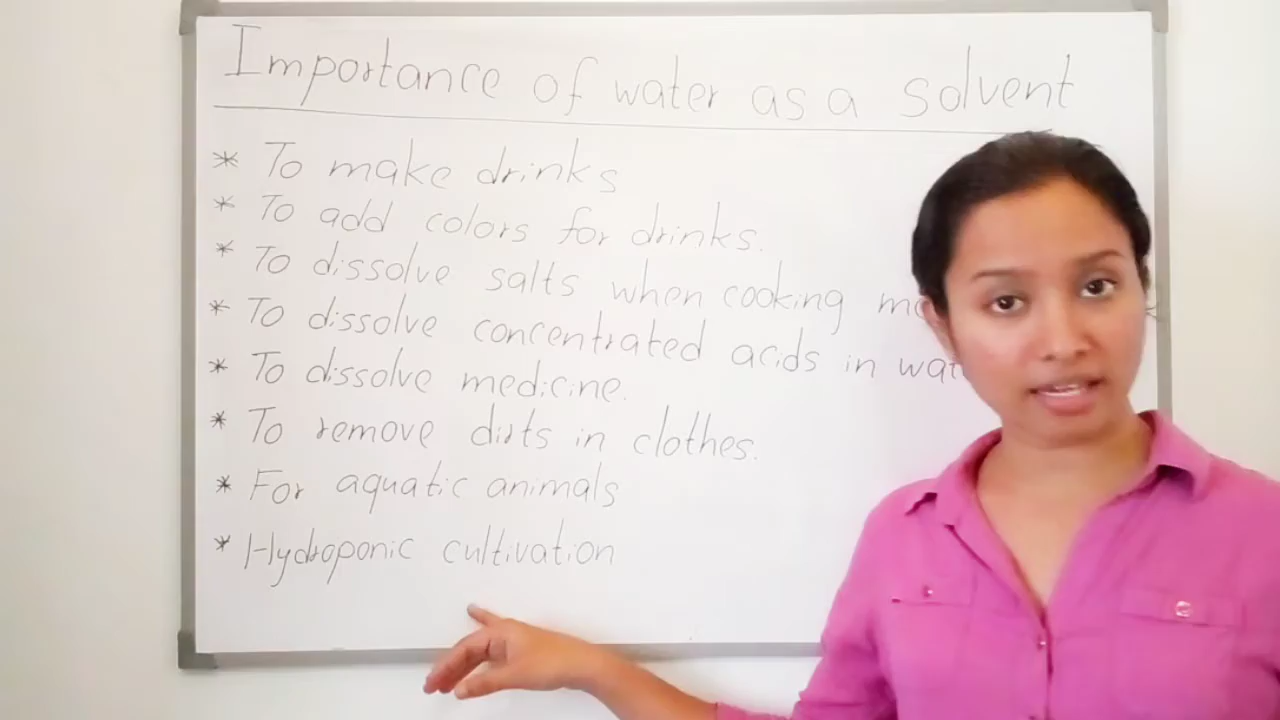 Importance of water as a solvent
* To make drinks
* To add colors for drinks.
* To dissolve salts when cooking
* To dissolve concentrated acids in
* To dissolve medicine.
* To remove dirts in clothes.
* For aquatic animals
* Hydroponic cultivation